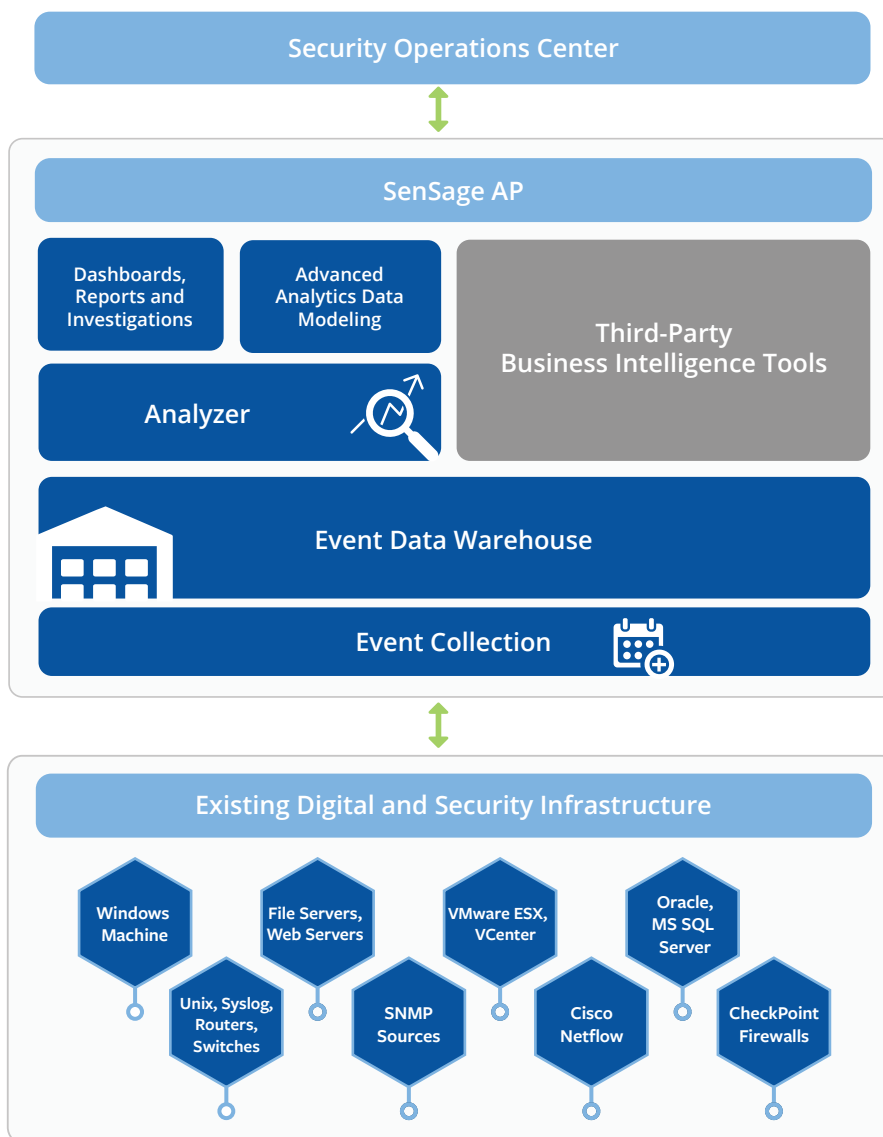 Security Operations Center
SenSage AP
Dashboards,
Reports and
Investigations
Advanced
Analytics Data
Modeling
Third-Party
Business Intelligence Tools
Analyzer
Event Data Warehouse
Event Collection
Existing Digital and Security Infrastructure
Windows
Machine
File Servers,
Web Servers
VMware ESX,
VCenter
Oracle,
MS SQL
Server
Unix, Syslog,
Routers,
Switches
SNMP
Sources
Cisco
Netflow
CheckPoint
Firewalls